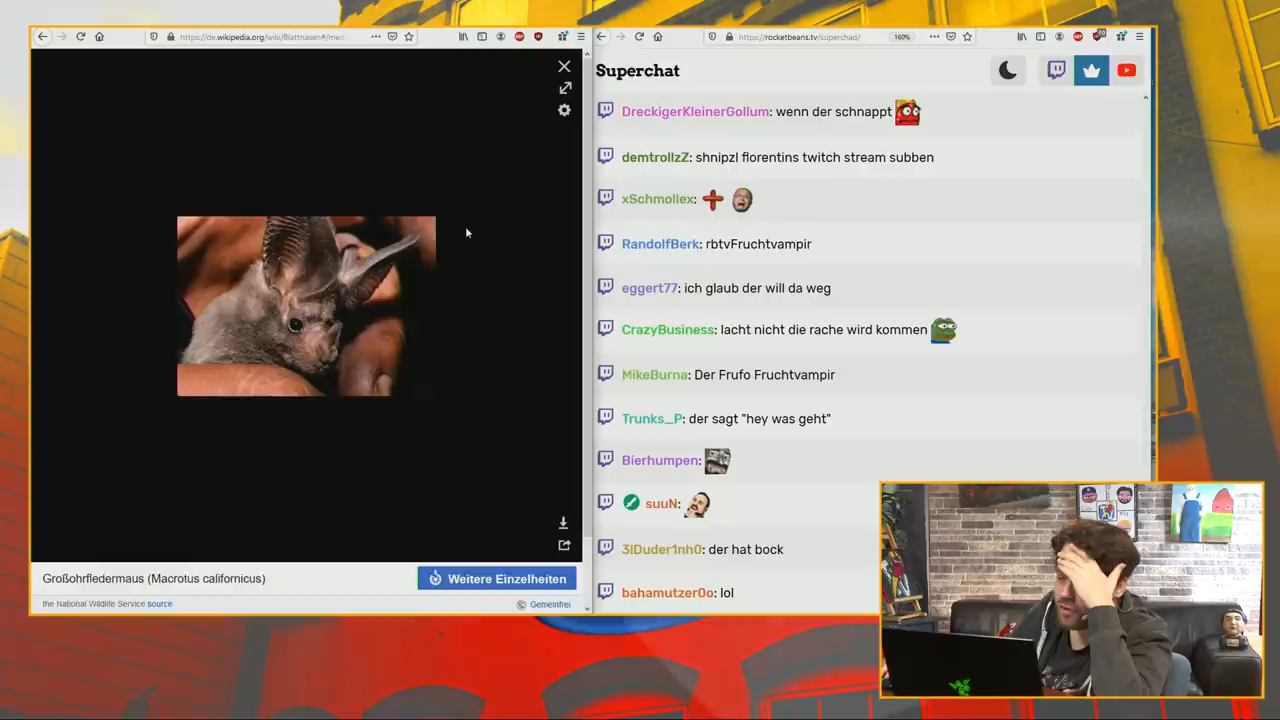 https://de.wikipedia.org/wiki/Blattnasen#/med
https://rocketbeans.tv/superchad/
160%
Superchat
DreckigerKleinerGollum: wenn der schnappt
demtrollzZ: shnipzl florentins twitch stream subben
xSchmollex:
RandolfBerk: rbtvFruchtvampir
eggert77: ich glaub der will da weg
CrazyBusiness: lacht nicht die rache wird kommen
MikeBurna: Der Frufo Fruchtvampir
Trunks_P: der sagt "hey was geht"
Bierhumpen:
suuN:
3lDuder1nh0: der hat bock
bahamutzer0o: lol
Großohrfledermaus (Macrotus californicus)
Weitere Einzelheiten
the National Wildlife Service source
Gemeinfrei